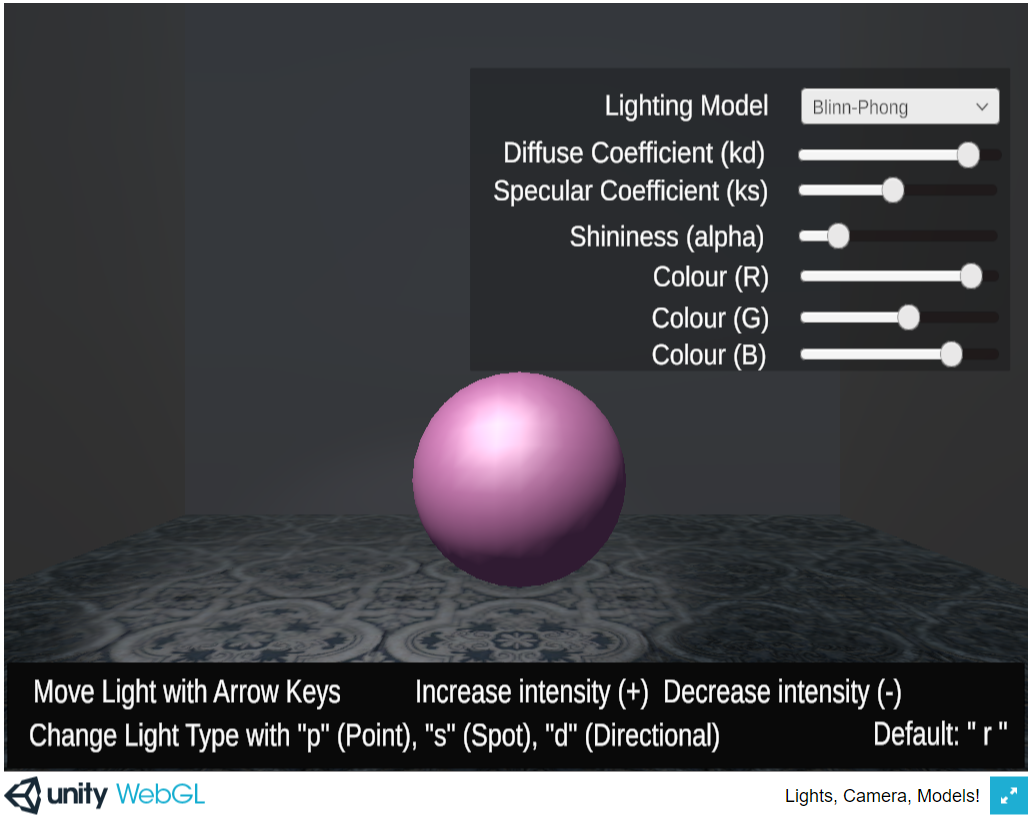 Lighting Model Blinn-Phong
Diffuse Coefficient (kd)
Specular Coefficient (ks)
Shininess (alpha)
Colour (R)
Colour (G)
Colour (B)
Move Light with Arrow Keys Increase intensity (+) Decrease intensity (-)
Change Light Type with "p" (Point), "s" (Spot), "d" (Directional) Default: " r "
unity WebGL Lights, Camera, Models!